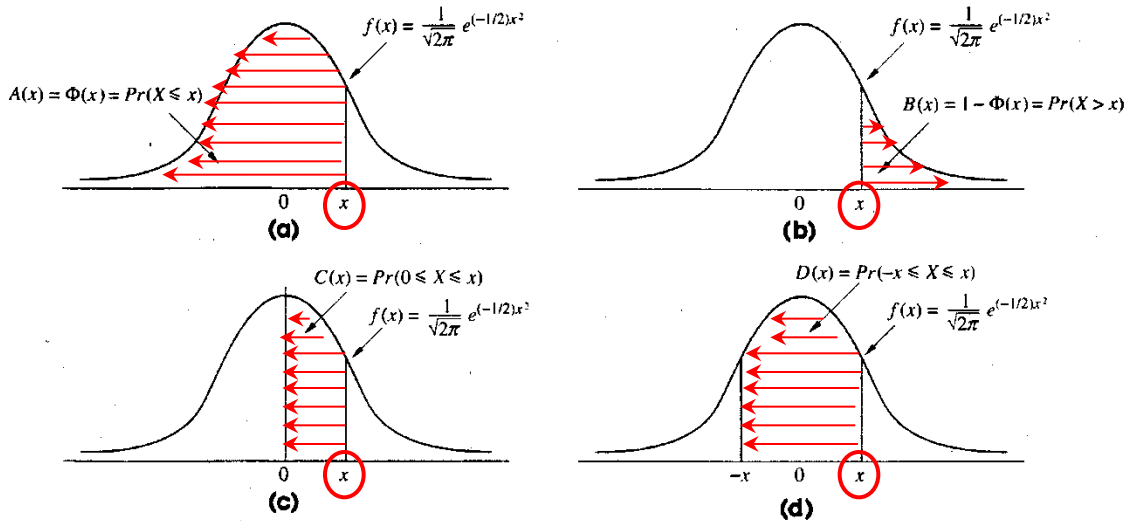 f(x) = 1/√2π e^(-1/2)x²
A(x) = Φ(x) = Pr(X ⩽ x)
0 x
(a)
f(x) = 1/√2π e^(-1/2)x²
B(x) = 1 − Φ(x) = Pr(X > x)
0 x
(b)
C(x) = Pr(0 ⩽ X ⩽ x)
f(x) = 1/√2π e^(-1/2)x²
0 x
(c)
D(x) = Pr(−x ⩽ X ⩽ x)
f(x) = 1/√2π e^(-1/2)x²
−x 0 x
(d)